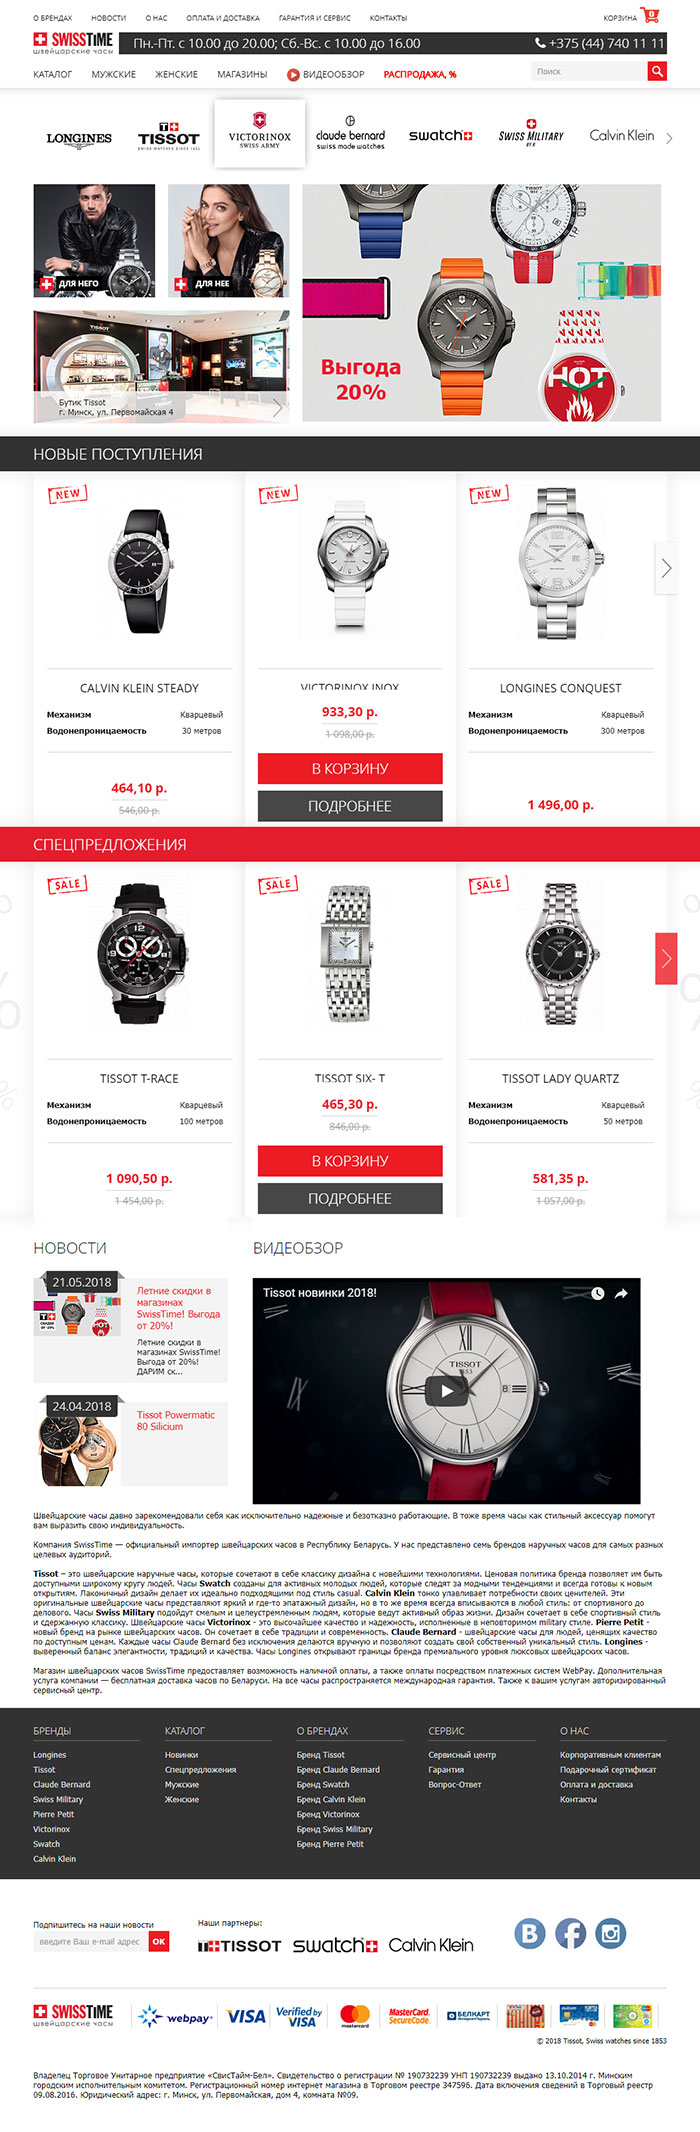 О БРЕНДАХ НОВОСТИ О НАС ОПЛАТА И ДОСТАВКА ГАРАНТИЯ И СЕРВИС КОНТАКТЫ КОРЗИНА 0
SWISSTIME
швейцарские часы
Пн.-Пт. с 10.00 до 20.00; Сб.-Вс. с 10.00 до 16.00 +375 (44) 740 11 11
КАТАЛОГ МУЖСКИЕ ЖЕНСКИЕ МАГАЗИНЫ ВИДЕООБЗОР РАСПРОДАЖА, % Поиск
LONGINES
TISSOT
SWISS WATCHES SINCE 1853
VICTORINOX
SWISS ARMY
claude bernard
swiss made watches
swatch
SWISS MILITARY
BY R
Calvin Klein
ДЛЯ НЕГО
ДЛЯ НЕЕ
TISSOT
Бутик Tissot
г. Минск, ул. Первомайская 4
Выгода
20%
HOT
НОВЫЕ ПОСТУПЛЕНИЯ
NEW NEW NEW
CALVIN KLEIN STEADY VICTORINOX INOX LONGINES CONQUEST
Механизм Кварцевый
Водонепроницаемость 30 метров
464,10 р.
546,00 р.
933,30 р.
1 098,00 р.
В КОРЗИНУ
ПОДРОБНЕЕ
Механизм Кварцевый
Водонепроницаемость 300 метров
1 496,00 р.
СПЕЦПРЕДЛОЖЕНИЯ
SALE SALE SALE
TISSOT T-RACE TISSOT SIX- T TISSOT LADY QUARTZ
Механизм Кварцевый
Водонепроницаемость 100 метров
1 090,50 р.
1 454,00 р.
465,30 р.
846,00 р.
В КОРЗИНУ
ПОДРОБНЕЕ
Механизм Кварцевый
Водонепроницаемость 50 метров
581,35 р.
1 057,00 р.
НОВОСТИ
21.05.2018
Летние скидки в
магазинах
SwissTime! Выгода
от 20%!
Летние скидки в
магазинах SwissTime!
Выгода от 20%!
ДАРИМ ск...
24.04.2018
Tissot Powermatic
80 Silicium
ВИДЕООБЗОР
Tissot новинки 2018!
TISSOT
1853
Швейцарские часы давно зарекомендовали себя как исключительно надежные и безотказно работающие. В тоже время часы как стильный аксессуар помогут
вам выразить свою индивидуальность.
Компания SwissTime — официальный импортер швейцарских часов в Республику Беларусь. У нас представлено семь брендов наручных часов для самых разных
целевых аудиторий.
Tissot – это швейцарские наручные часы, которые сочетают в себе классику дизайна с новейшими технологиями. Ценовая политика бренда позволяет им быть
доступными широкому кругу людей. Часы Swatch созданы для активных молодых людей, которые следят за модными тенденциями и всегда готовы к новым
открытиям. Лаконичный дизайн делает их идеально подходящими под стиль casual. Calvin Klein тонко улавливает потребности своих ценителей. Эти
оригинальные швейцарские часы представляют яркий и где-то эпатажный дизайн, но в то же время всегда вписываются в любой стиль: от спортивного до
делового. Часы Swiss Military подойдут смелым и целеустремленным людям, которые ведут активный образ жизни. Дизайн сочетает в себе спортивный стиль
и сдержанную классику. Швейцарские часы Victorinox - это высочайшее качество и надежность, исполненные в неповторимом military стиле. Pierre Petit -
новый бренд на рынке швейцарских часов. Он сочетает в себе традиции и современность. Claude Bernard - швейцарские часы для людей, ценящих качество
по доступным ценам. Каждые часы Claude Bernard без исключения делаются вручную и позволяют создать свой собственный уникальный стиль. Longines -
выверенный баланс элегантности, традиций и качества. Часы Longines открывают границы бренда премиального уровня люксовых швейцарских часов.
Магазин швейцарских часов SwissTime предоставляет возможность наличной оплаты, а также оплаты посредством платежных систем WebPay. Дополнительная
услуга компании — бесплатная доставка часов по Беларуси. На все часы распространяется международная гарантия. Также к вашим услугам авторизированный
сервисный центр.
БРЕНДЫ
Longines
Tissot
Claude Bernard
Swiss Military
Pierre Petit
Victorinox
Swatch
Calvin Klein
КАТАЛОГ
Новинки
Спецпредложения
Мужские
Женские
О БРЕНДАХ
Бренд Tissot
Бренд Claude Bernard
Бренд Swatch
Бренд Calvin Klein
Бренд Victorinox
Бренд Swiss Military
Бренд Pierre Petit
СЕРВИС
Сервисный центр
Гарантия
Вопрос-Ответ
О НАС
Корпоративным клиентам
Подарочный сертификат
Оплата и доставка
Контакты
Подпишитесь на наши новости
введите Ваш e-mail адрес OK
Наши партнеры:
TISSOT swatch Calvin Klein
SWISSTIME
швейцарские часы
webpay VISA Verified by VISA mastercard MasterCard. SecureCode. БЕЛКАРТ ИнтернетПароль
© 2018 Tissot, Swiss watches since 1853
Владелец Торговое Унитарное предприятие «СвисТайм-Бел». Свидетельство о регистрации № 190732239 УНП 190732239 выдано 13.10.2014 г. Минским
городским исполнительным комитетом. Регистрационный номер интернет магазина в Торговом реестре 347596. Дата включения сведений в Торговый реестр
09.08.2016. Юридический адрес: г. Минск, ул. Первомайская, дом 4, комната №09.